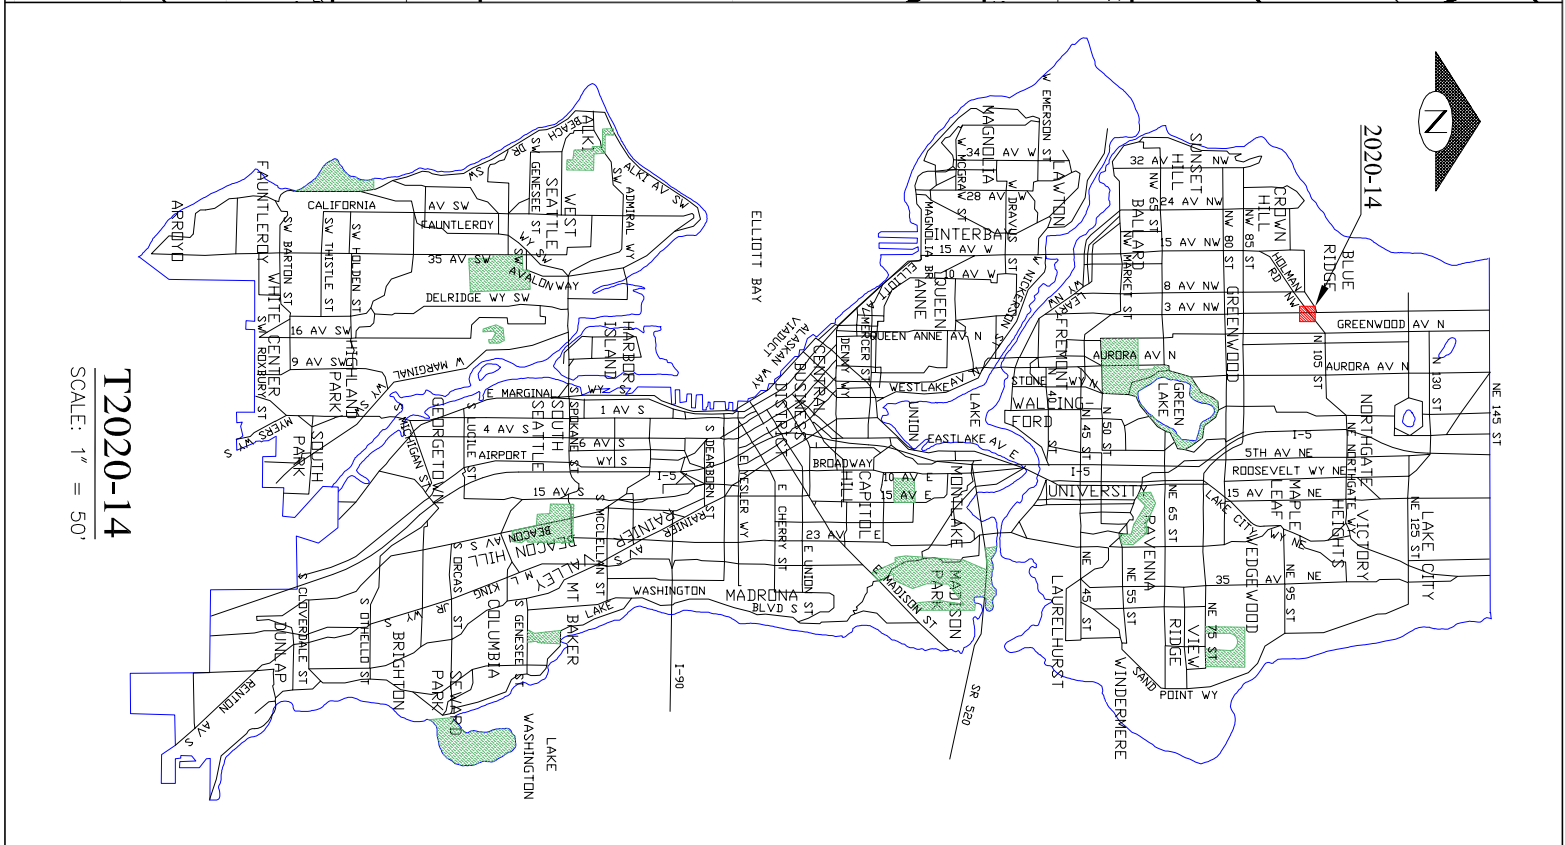 N
2020-14
T2020-14
SCALE: 1" = 50'
ELLIOTT BAY
LAKE
WASHINGTON
I-90
SR 520
W EMERSON ST
MAGNOLIA
34 AV W
W MCGRAW ST
28 AV W
LAWTON
W DRAVUS ST
MAGNOLIA BR
INTERBAY
15 AV W
10 AV W
W NICKERSON ST
ELLIOTT AV
QUEEN
ANNE
MERCER ST
QUEEN ANNE AV N
DENNY WY
WESTLAKE AV N
SUNSET
HILL
32 AV NW
NW 65 ST
24 AV NW
BALLARD
15 AV NW
NW MARKET ST
NW 80 ST
NW 85 ST
CROWN
HILL
HOLMAN
RD NW
BLUE
RIDGE
8 AV NW
3 AV NW
GREENWOOD
GREENWOOD AV N
LEARY WY NW
FREMONT
AURORA AV N
AURORA AV N
N 105 ST
N 130 ST
NE 145 ST
STONE WY N
WALLING-
FORD
N 45 ST
N 50 ST
GREEN
LAKE
LAKE
UNION
EASTLAKE AV E
I-5
I-5
5TH AV NE
ROOSEVELT WY NE
15 AV NE
NORTHGATE
NE NORTHGATE WY
MAPLE
LEAF
VICTORY
HEIGHTS
LAKE CITY
NE 125 ST
LAKE CITY WY NE
UNIVERSITY
NE 65 ST
RAVENNA
NE 45 ST
NE 55 ST
35 AV NE
WEDGEWOOD
NE 95 ST
NE 75 ST
VIEW
RIDGE
SAND POINT WY
LAURELHURST
WINDERMERE
ALASKAN WAY
VIADUCT
CENTRAL
BUSINESS
DISTRICT
BROADWAY
CAPITOL
HILL
10 AV E
15 AV E
MONTLAKE
23 AV E
E MADISON ST
MADISON
PARK
S DEARBORN ST
E YESLER WY
E CHERRY ST
E UNION ST
MADRONA
LAKE WASHINGTON BLVD S
ALKI
BEACH DR SW
ALKI AV SW
SW ADMIRAL WY
SW GENESEE ST
WEST
SEATTLE
CALIFORNIA AV SW
FAUNTLEROY WY SW
35 AV SW
SW AVALON WAY
DELRIDGE WY SW
FAUNTLEROY
ARROYO
SW BARTON ST
SW THISTLE ST
SW HOLDEN ST
WHITE CENTER
16 AV SW
9 AV SW
SW ROXBURY ST
HIGHLAND
PARK
W MARGINAL WY S
MYERS WY S
SOUTH
PARK
HARBOR
ISLAND
E MARGINAL WY S
1 AV S
4 AV S
6 AV S
AIRPORT WY S
I-5
15 AV S
S SPOKANE ST
SOUTH
SEATTLE
S LUCILE ST
GEORGETOWN
S MICHIGAN ST
S MCCLELLAN ST
RAINIER
VALLEY
RAINIER AV S
BEACON AV S
BEACON HILL
M L KING JR WY S
S ORCAS ST
COLUMBIA
S GENESEE ST
MT
BAKER
S CLOVERDALE ST
S OTHELLO ST
DUNLAP
BRIGHTON
SEWARD
PARK
RENTON AV S